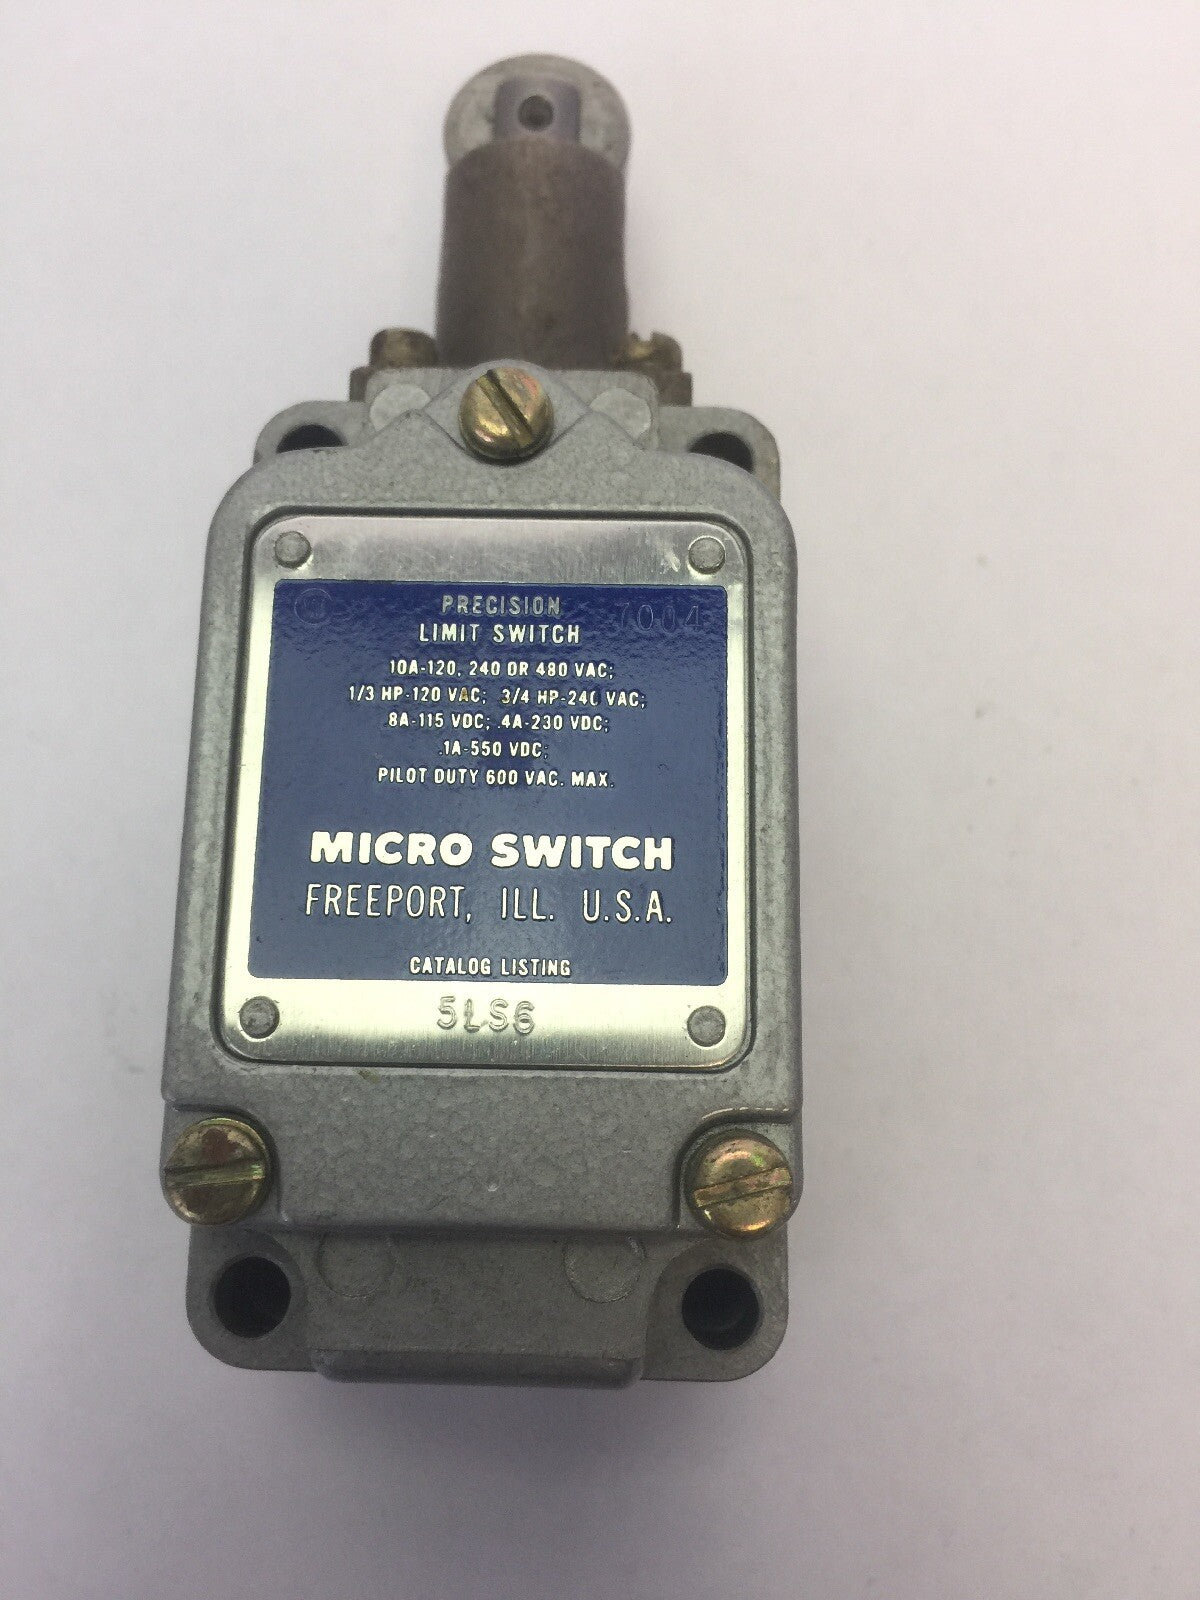 PRECISION 7004
LIMIT SWITCH
10A-120, 240 OR 480 VAC;
1/3 HP-120 VAC; 3/4 HP-240 VAC;
.8A-115 VDC; .4A-230 VDC;
.1A-550 VDC;
PILOT DUTY 600 VAC. MAX.
MICRO SWITCH
FREEPORT, ILL. U.S.A.
CATALOG LISTING
5LS6